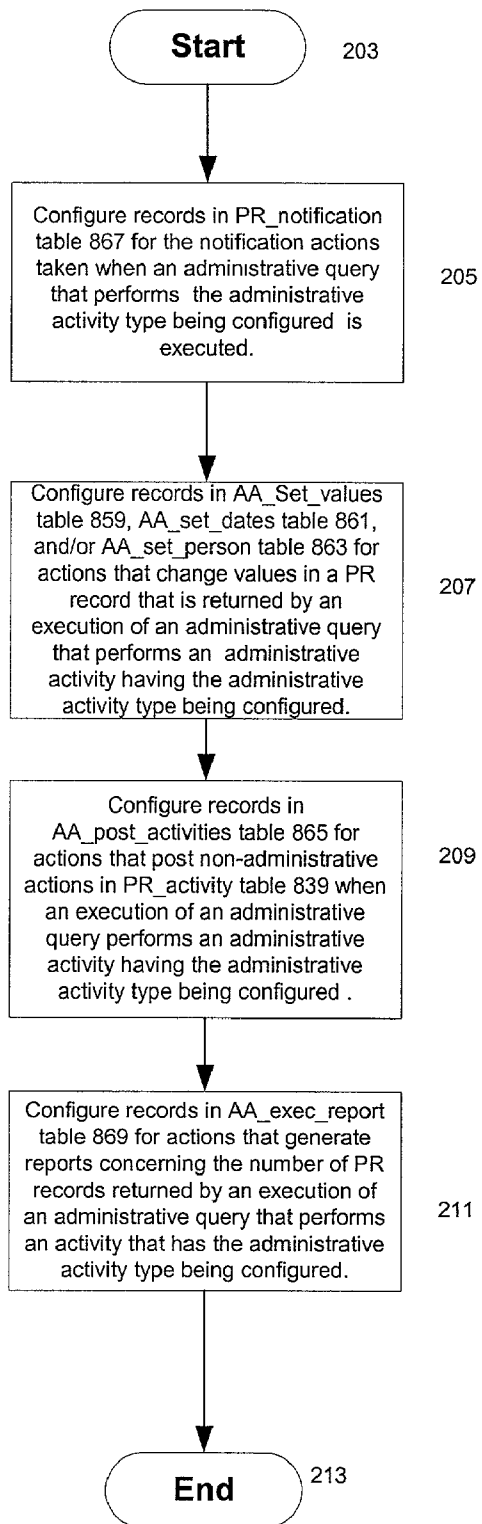 Start
203
Configure records in PR_notification
table 867 for the notification actions
taken when an administrative query
that performs the administrative
activity type being configured is
executed.
205
Configure records in AA_Set_values
table 859, AA_set_dates table 861,
and/or AA_set_person table 863 for
actions that change values in a PR
record that is returned by an
execution of an administrative query
that performs an administrative
activity having the administrative
activity type being configured.
207
Configure records in
AA_post_activities table 865 for
actions that post non-administrative
actions in PR_activity table 839 when
an execution of an administrative
query performs an administrative
activity having the administrative
activity type being configured .
209
Configure records in AA_exec_report
table 869 for actions that generate
reports concerning the number of PR
records returned by an execution of
an administrative query that performs
an activity that has the administrative
activity type being configured.
211
End
213